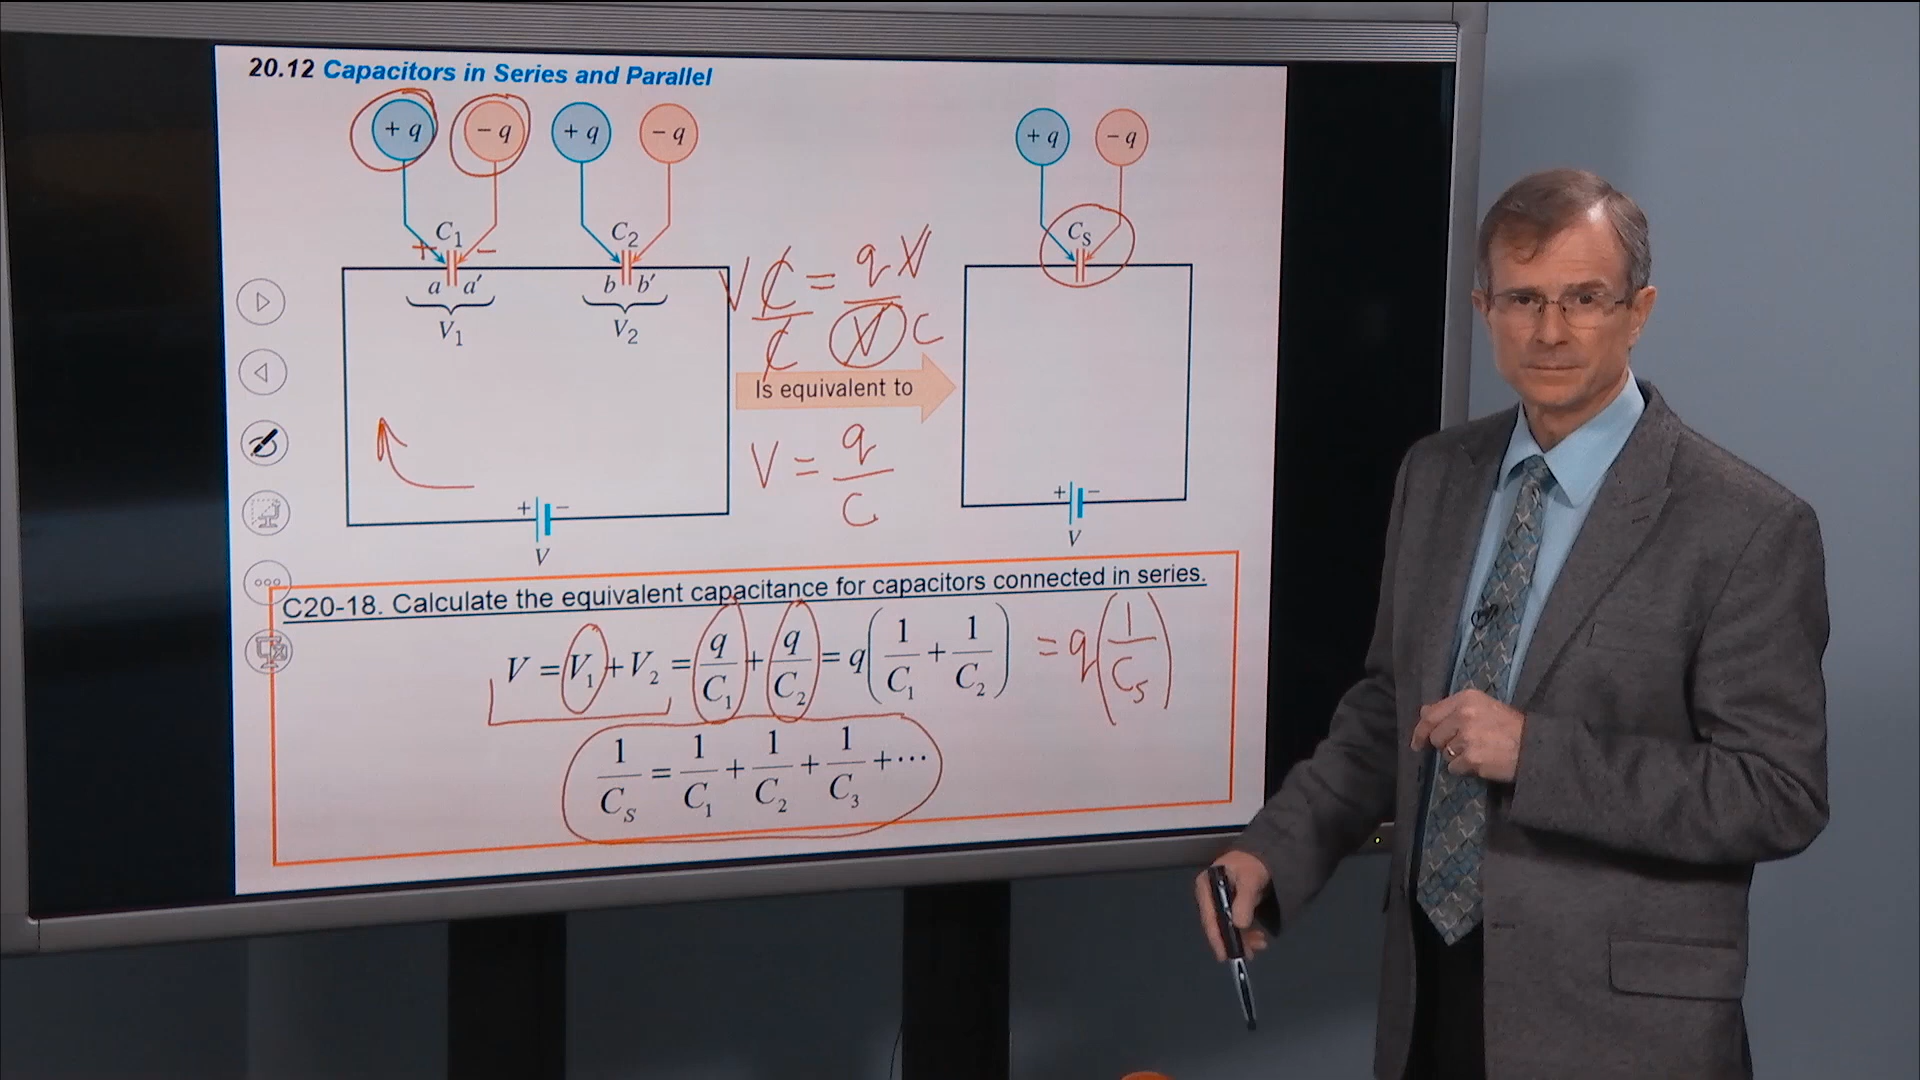 20.12 Capacitors in Series and Parallel
+ q − q + q − q + q − q
C₁ C₂ Cₛ
+ −
a a′ b b′
V₁ V₂
V C = q V
C V C
Is equivalent to
V = q/C
+ − + −
V V
C20-18. Calculate the equivalent capacitance for capacitors connected in series.
V = V₁ + V₂ = q/C₁ + q/C₂ = q(1/C₁ + 1/C₂) = q(1/Cₛ)
1/Cₛ = 1/C₁ + 1/C₂ + 1/C₃ + ⋯